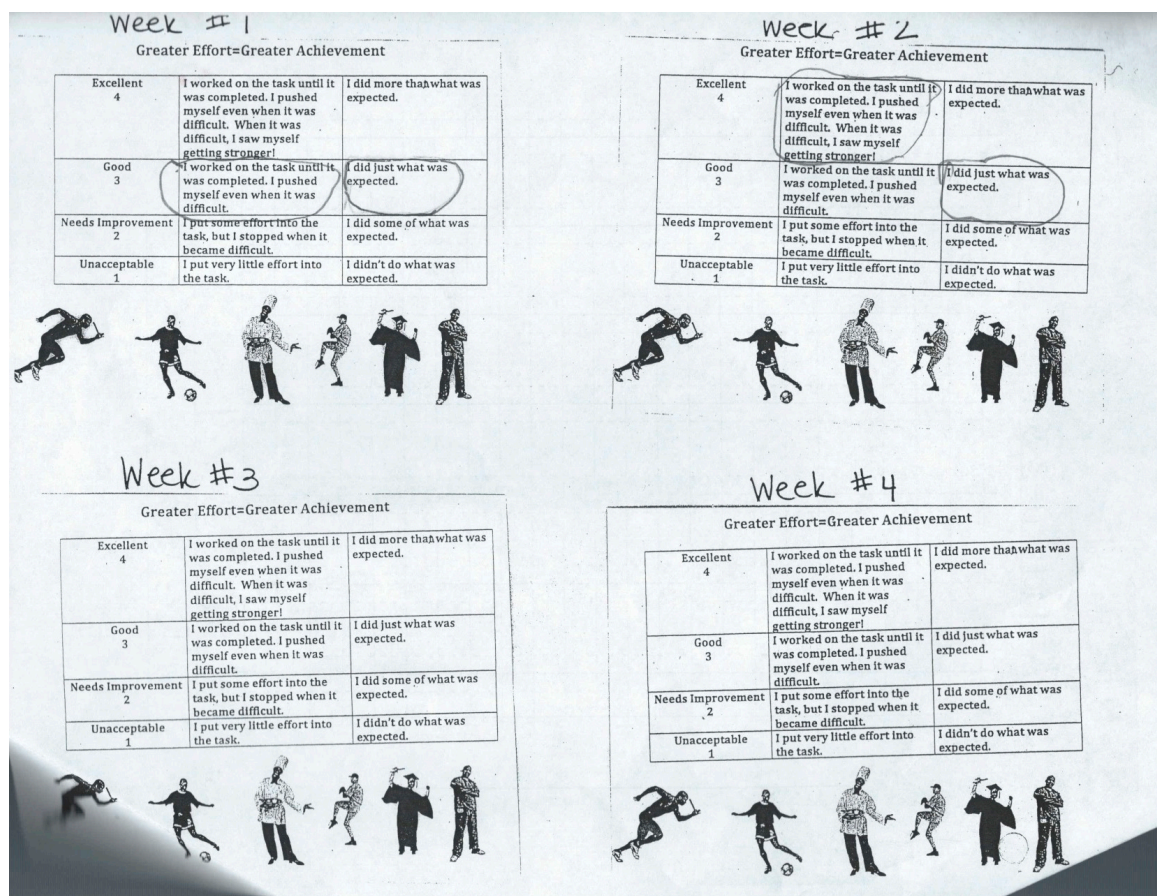 Week #1
Greater Effort=Greater Achievement
Excellent
4
I worked on the task until it
was completed. I pushed
myself even when it was
difficult. When it was
difficult, I saw myself
getting stronger!
I did more than what was
expected.
Good
3
I worked on the task until it
was completed. I pushed
myself even when it was
difficult.
I did just what was
expected.
Needs Improvement
2
I put some effort into the
task, but I stopped when it
became difficult.
I did some of what was
expected.
Unacceptable
1
I put very little effort into
the task.
I didn't do what was
expected.
Week #2
Greater Effort=Greater Achievement
Excellent
4
I worked on the task until it
was completed. I pushed
myself even when it was
difficult. When it was
difficult, I saw myself
getting stronger!
I did more than what was
expected.
Good
3
I worked on the task until it
was completed. I pushed
myself even when it was
difficult.
I did just what was
expected.
Needs Improvement
2
I put some effort into the
task, but I stopped when it
became difficult.
I did some of what was
expected.
Unacceptable
1
I put very little effort into
the task.
I didn't do what was
expected.
Week #3
Greater Effort=Greater Achievement
Excellent
4
I worked on the task until it
was completed. I pushed
myself even when it was
difficult. When it was
difficult, I saw myself
getting stronger!
I did more than what was
expected.
Good
3
I worked on the task until it
was completed. I pushed
myself even when it was
difficult.
I did just what was
expected.
Needs Improvement
2
I put some effort into the
task, but I stopped when it
became difficult.
I did some of what was
expected.
Unacceptable
1
I put very little effort into
the task.
I didn't do what was
expected.
Week #4
Greater Effort=Greater Achievement
Excellent
4
I worked on the task until it
was completed. I pushed
myself even when it was
difficult. When it was
difficult, I saw myself
getting stronger!
I did more than what was
expected.
Good
3
I worked on the task until it
was completed. I pushed
myself even when it was
difficult.
I did just what was
expected.
Needs Improvement
2
I put some effort into the
task, but I stopped when it
became difficult.
I did some of what was
expected.
Unacceptable
1
I put very little effort into
the task.
I didn't do what was
expected.